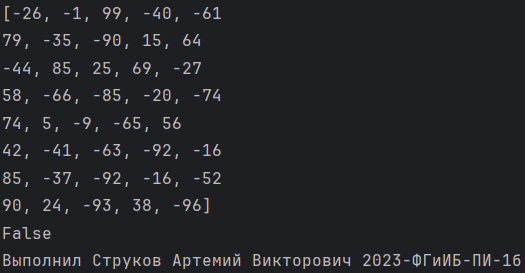 [-26, -1, 99, -40, -61
79, -35, -90, 15, 64
-44, 85, 25, 69, -27
58, -66, -85, -20, -74
74, 5, -9, -65, 56
42, -41, -63, -92, -16
85, -37, -92, -16, -52
90, 24, -93, 38, -96]
False
Выполнил Струков Артемий Викторович 2023-ФГиИБ-ПИ-1б